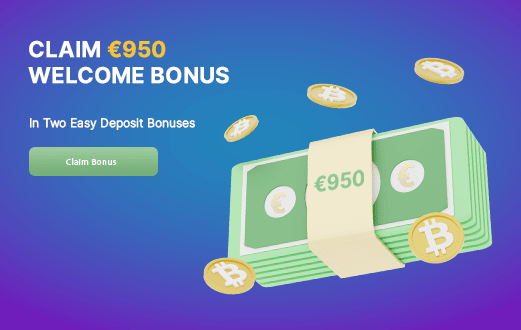 CLAIM €950
WELCOME BONUS
In Two Easy Deposit Bonuses
Claim Bonus
€950
€
€